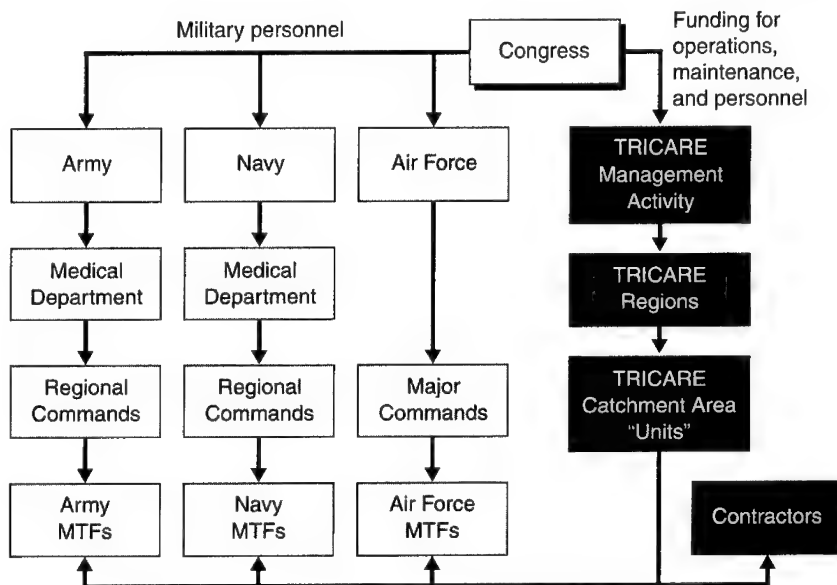 Military personnel
Congress
Funding for
operations,
maintenance,
and personnel
Army
Navy
Air Force
TRICARE
Management
Activity
Medical
Department
Medical
Department
TRICARE
Regions
Regional
Commands
Regional
Commands
Major
Commands
TRICARE
Catchment Area
"Units"
Army
MTFs
Navy
MTFs
Air Force
MTFs
Contractors